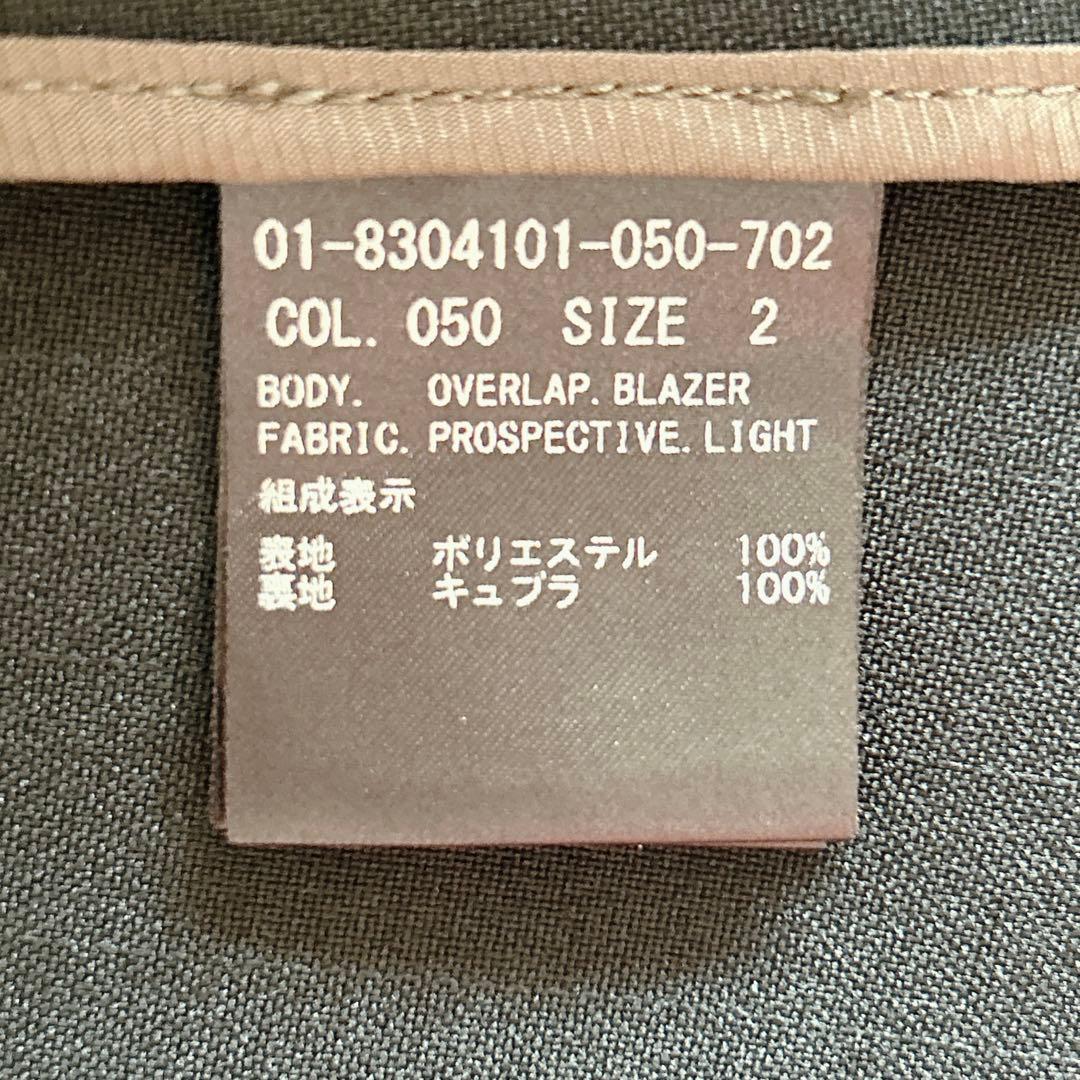 01-8304101-050-702
COL. 050 SIZE 2
BODY. OVERLAP. BLAZER
FABRIC. PROSPECTIVE. LIGHT
組成表示
表地 ポリエステル 100%
裏地 キュプラ 100%